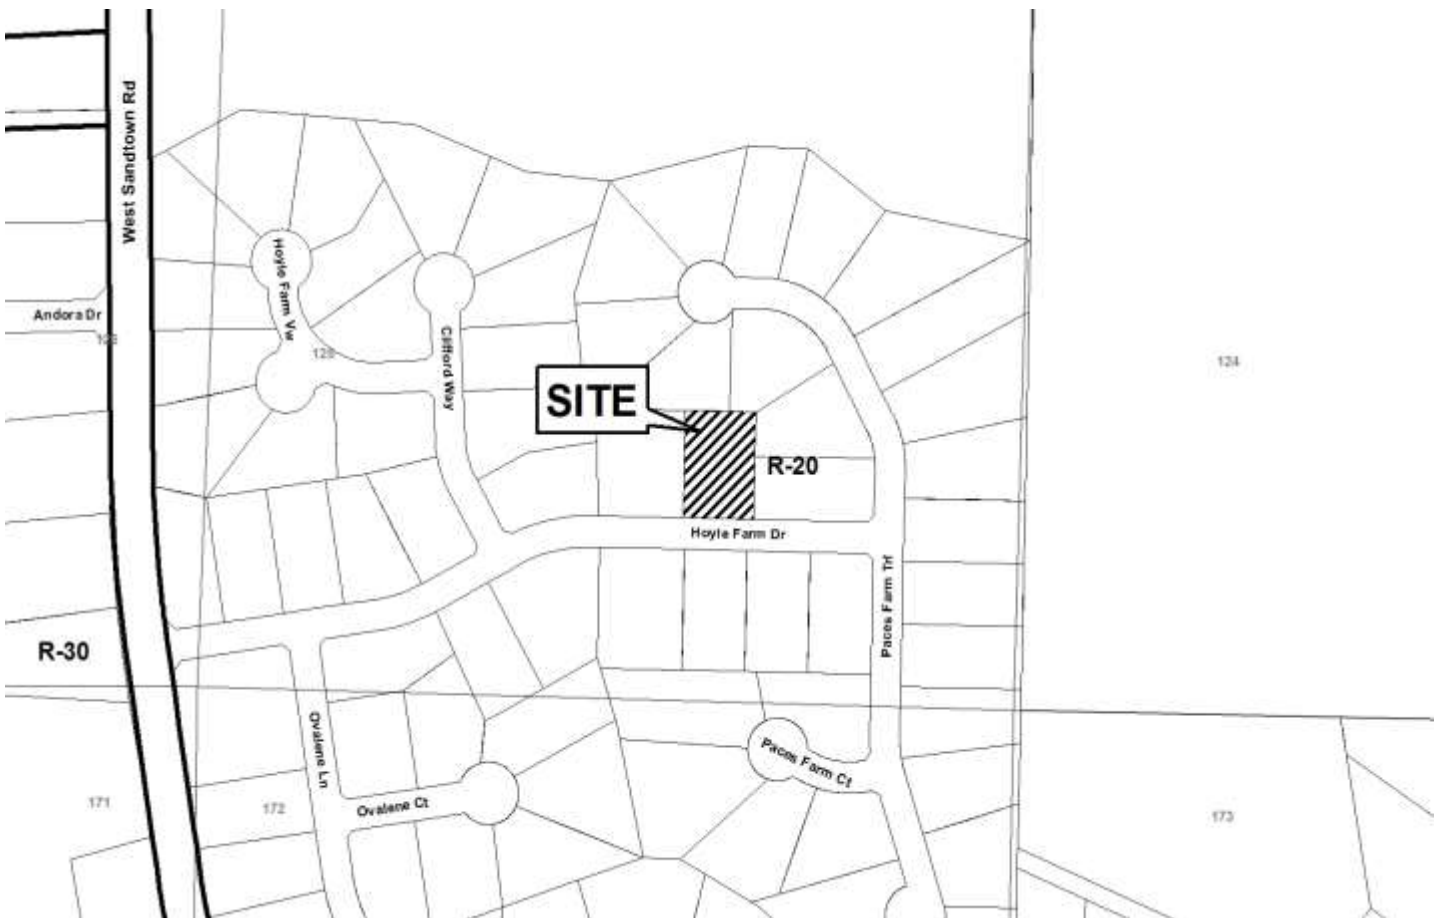 West Sandtown Rd
Hoyle Farm Vw
Andora Dr
125
Clifford Way
124
SITE
R-20
Hoyle Farm Dr
Paces Farm Trl
R-30
Ovalene Ln
Paces Farm Ct
171
172
Ovalene Ct
173